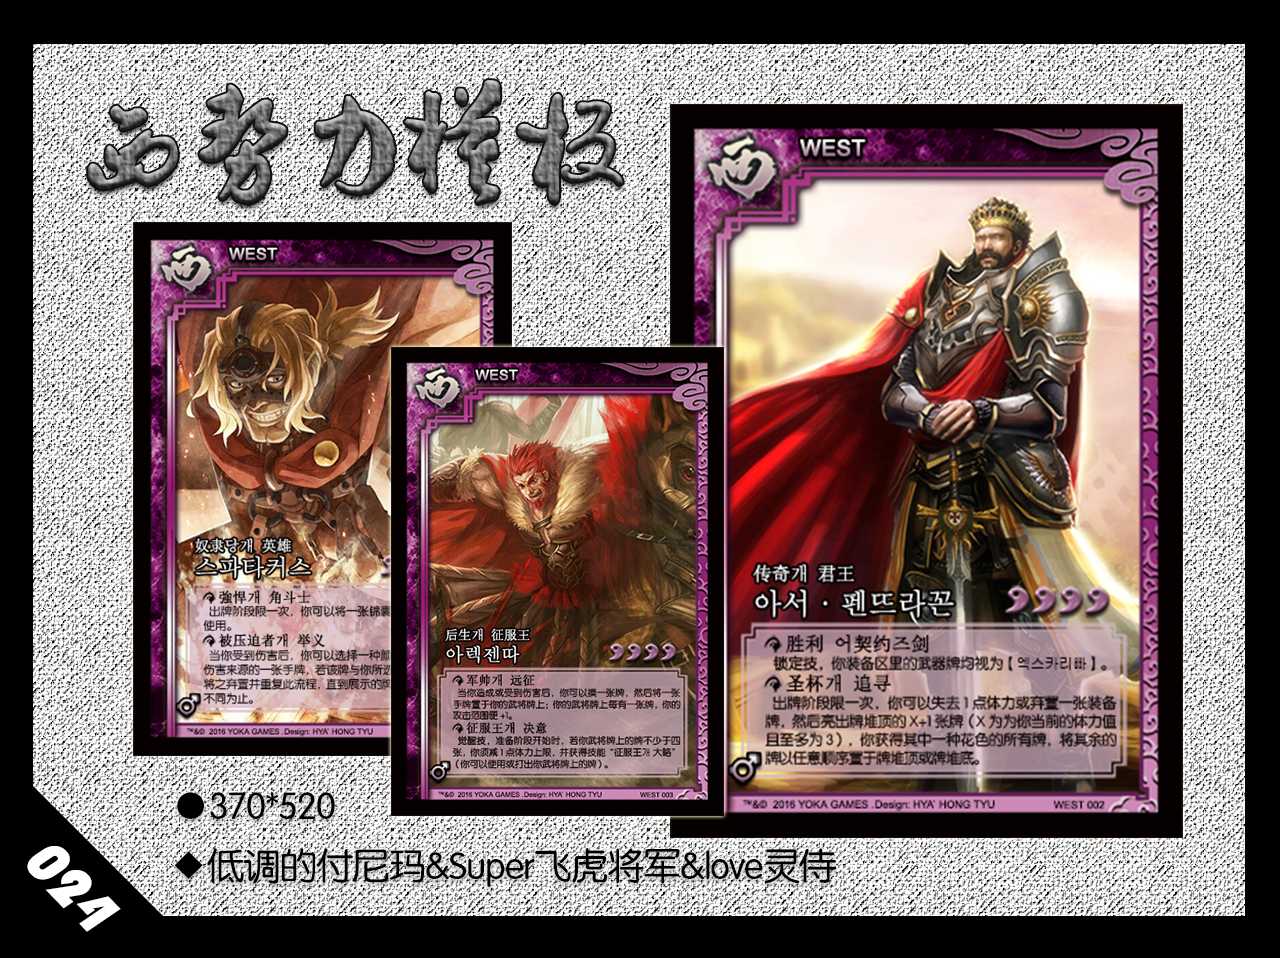 西势力模板
西 WEST
奴隶당개 英雄
스파타커스
強悍개 角斗士
出牌阶段限一次，你可以将一张锦囊
使用。
被压迫者개 举义
当你受到伤害后，你可以选择一种颜
伤害来源的一张手牌，若该牌与你所选
将之弃置并重复此流程，直到展示的牌
不同为止。
™&© 2016 YOKA GAMES .Design: HYA' HONG TYU
西 WEST
后生개 征服王
아렉젠따
军帅개 远征
当你造成或受到伤害后，你可以摸一张牌，然后将一张
手牌置于你的武将牌上；你的武将牌上每有一张牌，你的
攻击范围便 +1。
征服王개 决意
觉醒技，准备阶段开始时，若你武将牌上的牌不少于四
张，你须减1点体力上限，并获得技能“征服王개 大焰”
（你可以使用或打出你武将牌上的牌）。
™&© 2016 YOKA GAMES .Design: HYA' HONG TYU WEST 003
西 WEST
传奇개 君王
아서 · 펜뜨라꼰
胜利 어契约즈剑
锁定技，你装备区里的武器牌均视为【엑스카리빠】。
圣杯개 追寻
出牌阶段限一次，你可以失去1点体力或弃置一张装备
牌，然后亮出牌堆顶的 X+1张牌（X 为为你当前的体力值
且至多为 3），你获得其中一种花色的所有牌，将其余的
牌以任意顺序置于牌堆顶或牌堆底。
™&© 2016 YOKA GAMES .Design: HYA' HONG TYU WEST 002
●370*520
◆低调的付尼玛&Super飞虎将军&love灵侍
024